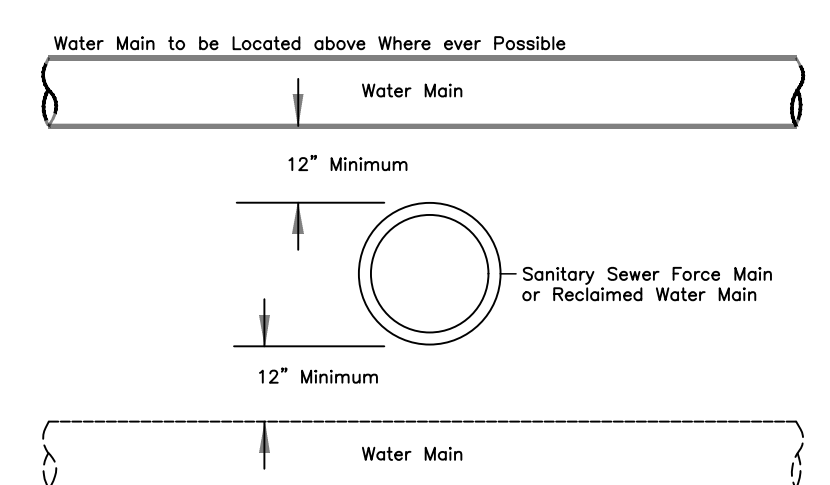 Water Main to be Located above Where ever Possible
Water Main
12” Minimum
Sanitary Sewer Force Main
or Reclaimed Water Main
12” Minimum
Water Main